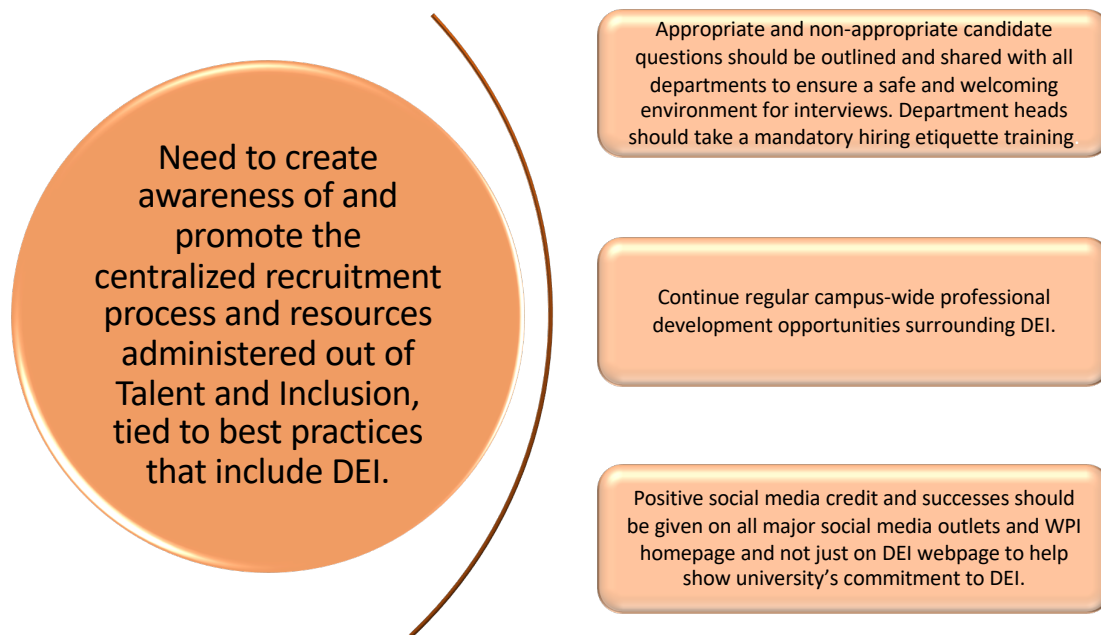 Need to create
awareness of and
promote the
centralized recruitment
process and resources
administered out of
Talent and Inclusion,
tied to best practices
that include DEI.
Appropriate and non-appropriate candidate
questions should be outlined and shared with all
departments to ensure a safe and welcoming
environment for interviews. Department heads
should take a mandatory hiring etiquette training
Continue regular campus-wide professional
development opportunities surrounding DEI.
Positive social media credit and successes should
be given on all major social media outlets and WPI
homepage and not just on DEI webpage to help
show university’s commitment to DEI.